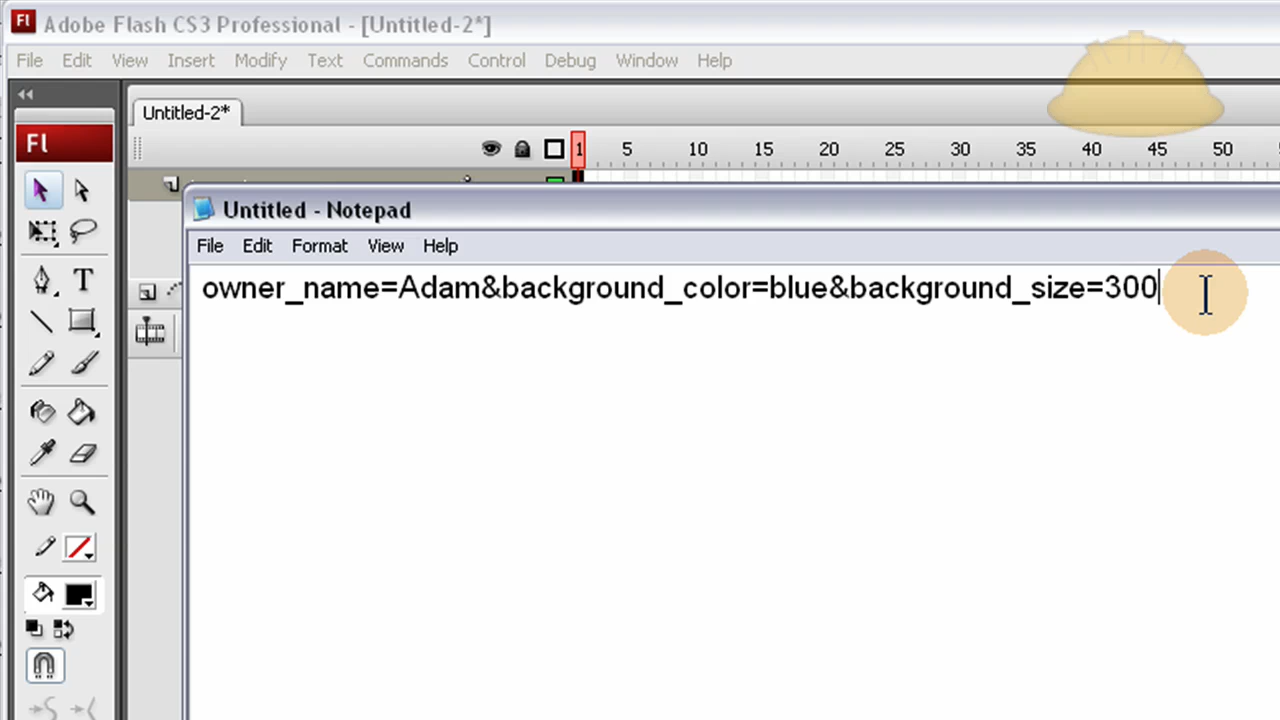 Fl Adobe Flash CS3 Professional - [Untitled-2*]
File Edit View Insert Modify Text Commands Control Debug Window Help
Untitled-2*
Fl
1 5 10 15 20 25 30 35 40 45 50
Untitled - Notepad
File Edit Format View Help
owner_name=Adam&background_color=blue&background_size=300